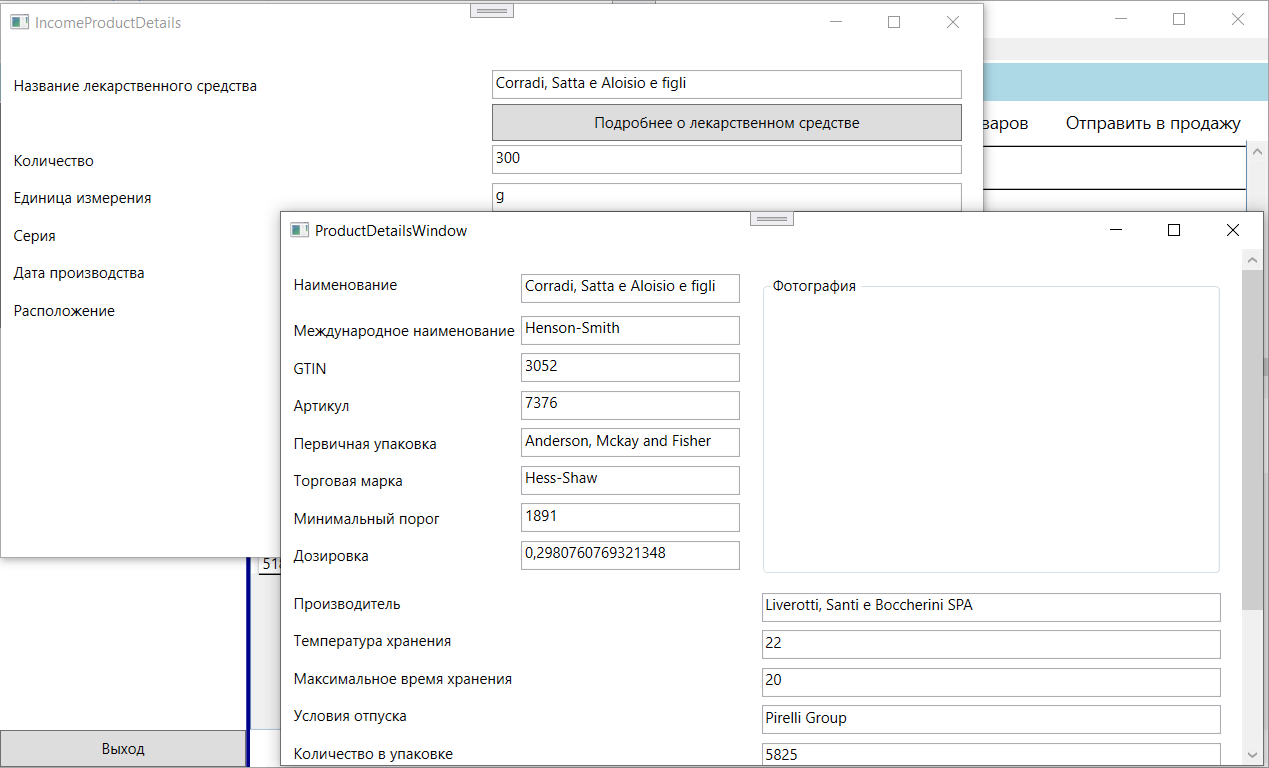 IncomeProductDetails
Название лекарственного средства
Corradi, Satta e Aloisio e figli
Подробнее о лекарственном средстве
варов
Отправить в продажу
Количество
300
Единица измерения
g
Серия
Дата производства
Расположение
ProductDetailsWindow
Наименование
Corradi, Satta e Aloisio e figli
Фотография
Международное наименование
Henson-Smith
GTIN
3052
Артикул
7376
Первичная упаковка
Anderson, Mckay and Fisher
Торговая марка
Hess-Shaw
Минимальный порог
1891
Дозировка
0,2980760769321348
Производитель
Liverotti, Santi e Boccherini SPA
Температура хранения
22
Максимальное время хранения
20
Условия отпуска
Pirelli Group
Количество в упаковке
5825
Выход